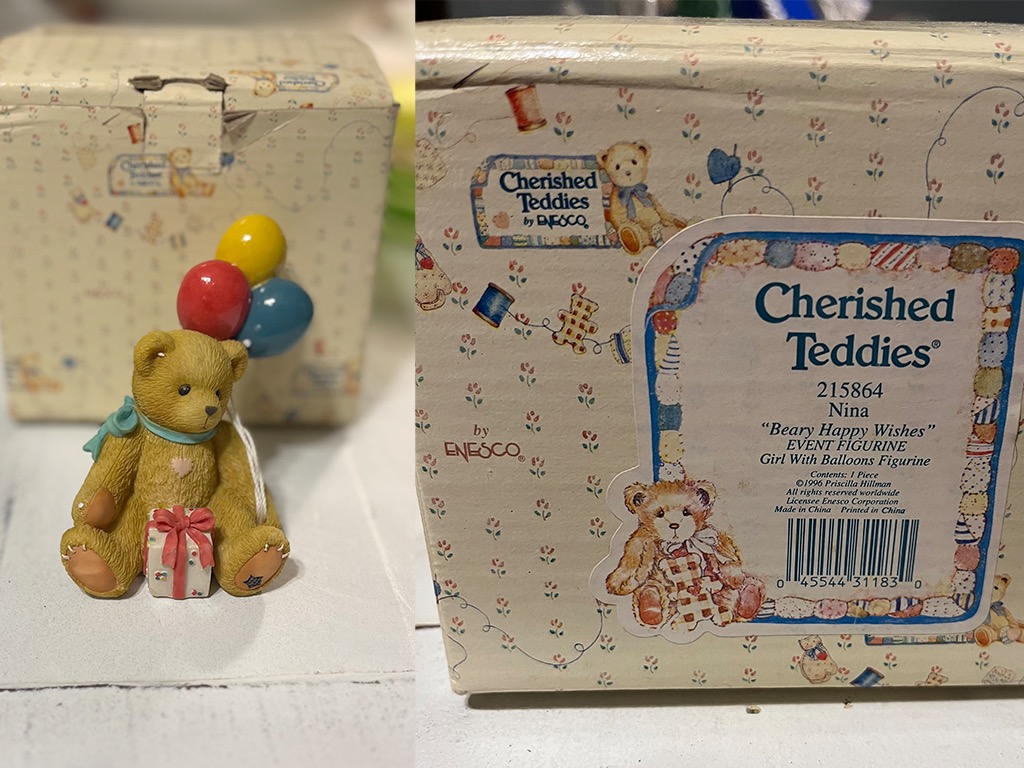 Cherished
Teddies
by ENESCO®
by
ENESCO®
Cherished
Teddies®
215864
Nina
"Beary Happy Wishes"
EVENT FIGURINE
Girl With Balloons Figurine
Contents: 1 Piece
©1996 Priscilla Hillman
All rights reserved worldwide
Licensee Enesco Corporation
Made in China Printed in China
0 45544 31183 0